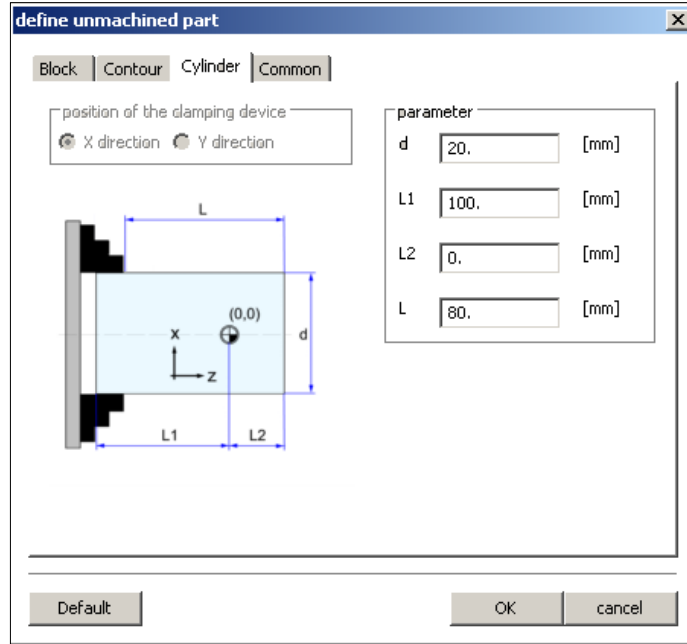 define unmachined part
Block Contour Cylinder Common
position of the clamping device
X direction Y direction
parameter
d 20. [mm]
L1 100. [mm]
L2 0. [mm]
L 80. [mm]
L
(0,0)
X
d
Z
L1 L2
Default OK cancel